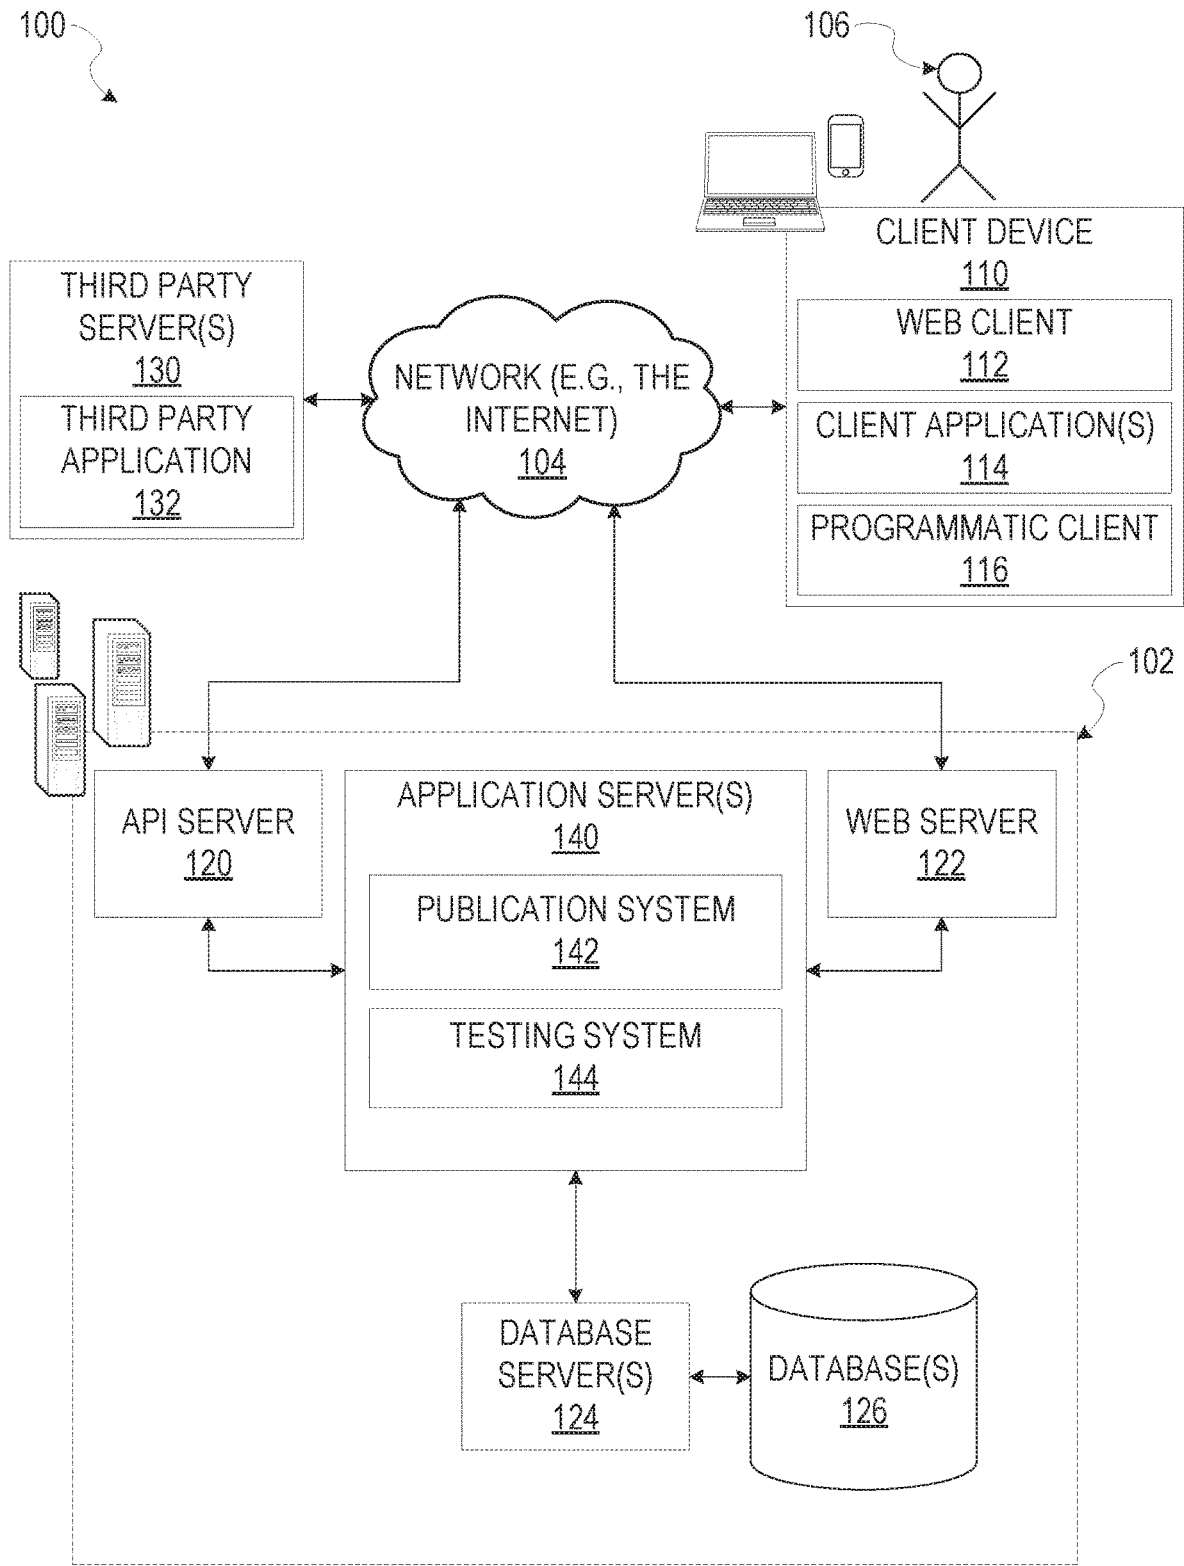 100
106
CLIENT DEVICE
110
WEB CLIENT
112
CLIENT APPLICATION(S)
114
PROGRAMMATIC CLIENT
116
THIRD PARTY
SERVER(S)
130
THIRD PARTY
APPLICATION
132
NETWORK (E.G., THE
INTERNET)
104
102
API SERVER
120
APPLICATION SERVER(S)
140
PUBLICATION SYSTEM
142
TESTING SYSTEM
144
WEB SERVER
122
DATABASE
SERVER(S)
124
DATABASE(S)
126